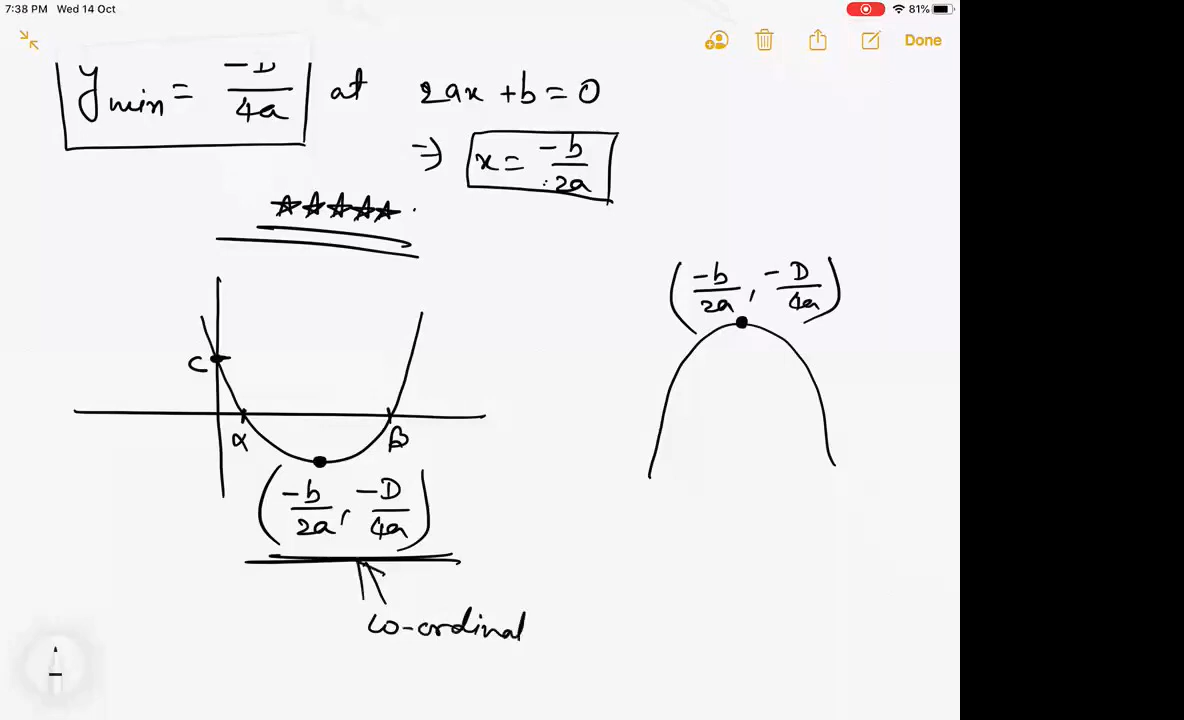 7:38 PM Wed 14 Oct 81%
Done
y min = -D/4a at 2ax + b = 0
⇒ x = -b/2a
☆☆☆☆☆
(-b/2a, -D/4a)
C
α β
(-b/2a, -D/4a)
co-ordinal